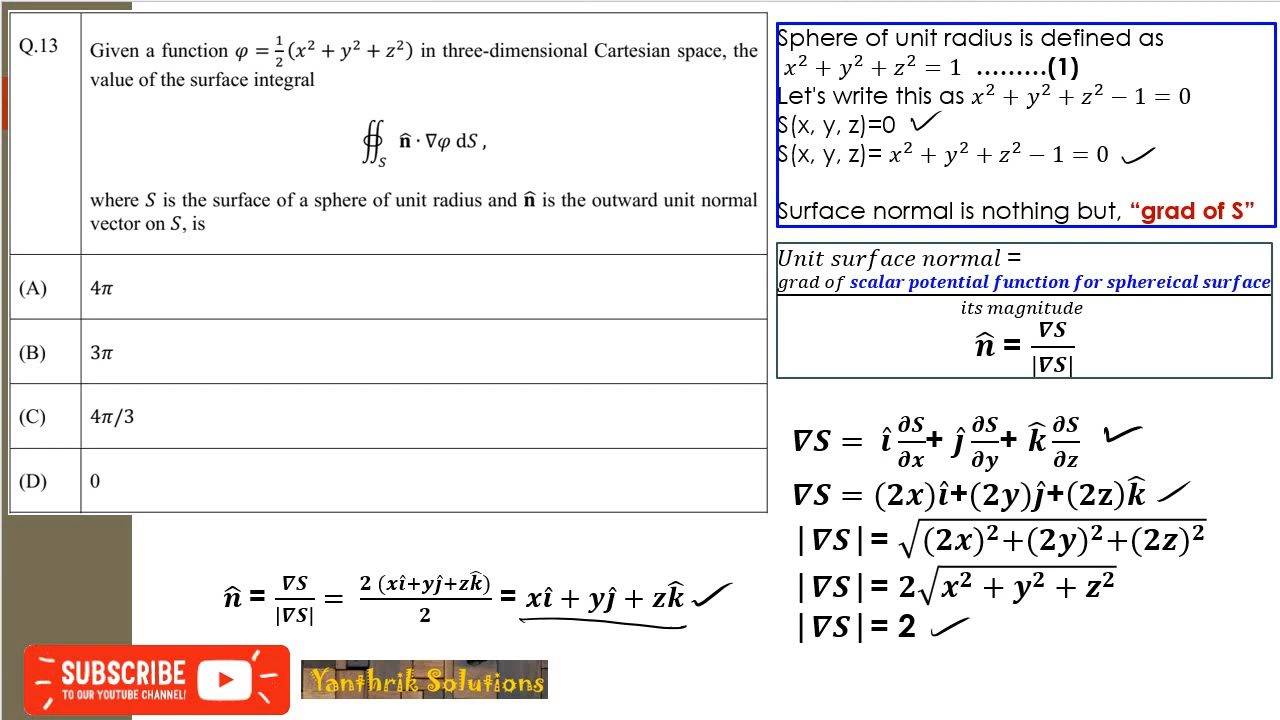 Q.13
Given a function φ = ½(x² + y² + z²) in three-dimensional Cartesian space, the
value of the surface integral
∯_S n̂ · ∇φ dS ,
where S is the surface of a sphere of unit radius and n̂ is the outward unit normal
vector on S, is
(A) 4π
(B) 3π
(C) 4π/3
(D) 0
n̂ = ∇S/|∇S| = 2 (xî+yĵ+zk̂)/2 = xî + yĵ + zk̂ ✓
SUBSCRIBE
TO OUR YOUTUBE CHANNEL!
Yanthrik Solutions
Sphere of unit radius is defined as
x² + y² + z² = 1 .........(1)
Let's write this as x² + y² + z² − 1 = 0
S(x, y, z)=0 ✓
S(x, y, z)= x² + y² + z² − 1 = 0 ✓
Surface normal is nothing but, “grad of S”
Unit surface normal =
grad of scalar potential function for sphereical surface
its magnitude
n̂ = ∇S/|∇S|
∇S = î ∂S/∂x + ĵ ∂S/∂y + k̂ ∂S/∂z ✓
∇S = (2x)î+(2y)ĵ+(2z)k̂ ✓
|∇S|= √((2x)²+(2y)²+(2z)²)
|∇S|= 2√(x² + y² + z²)
|∇S|= 2 ✓